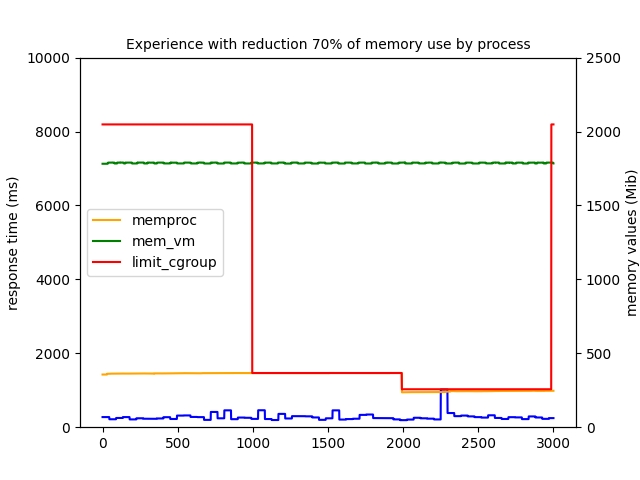 Experience with reduction 70% of memory use by process
10000
8000
6000
4000
2000
0
response time (ms)
2500
2000
1500
1000
500
0
memory values (Mib)
memproc
mem_vm
limit_cgroup
0 500 1000 1500 2000 2500 3000